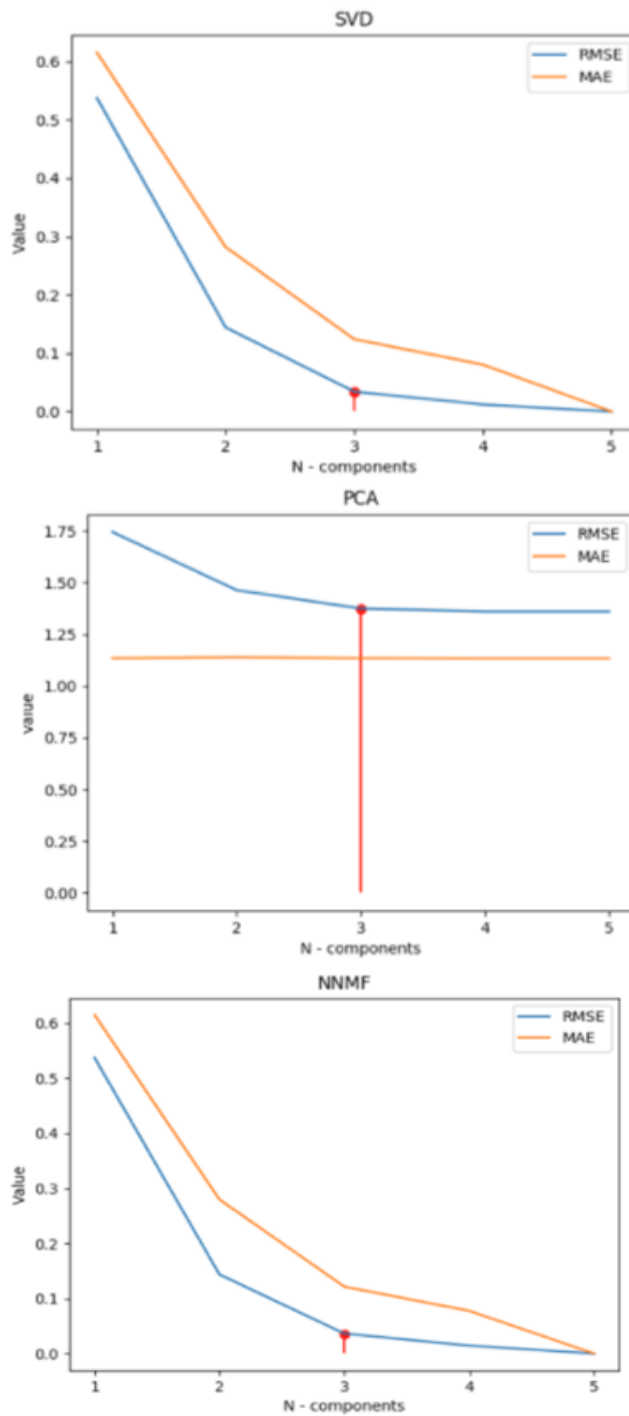 SVD
RMSE
MAE
0.6
0.5
0.4
0.3
0.2
0.1
0.0
Value
1 2 3 4 5
N - components
PCA
RMSE
MAE
1.75
1.50
1.25
1.00
0.75
0.50
0.25
0.00
value
1 2 3 4 5
N - components
NNMF
RMSE
MAE
0.6
0.5
0.4
0.3
0.2
0.1
0.0
Value
1 2 3 4 5
N - components